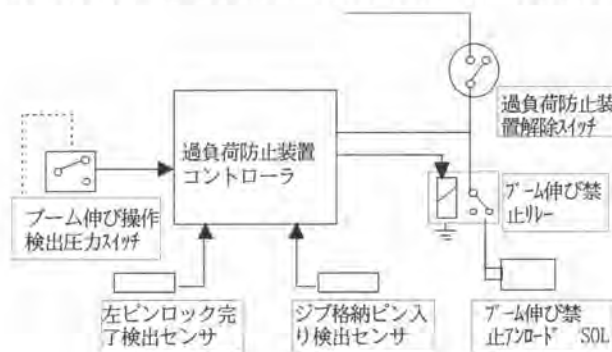 過負荷防止装
置解除スイッチ
過負荷防止装置
コントローラ
ブーム伸び操作
検出圧力スイッチ
ブーム伸び禁
止リレー
左ピンロック完
了検出センサ
ジブ格納ピン入
り検出センサ
ブーム伸び禁
止アンロード SOL